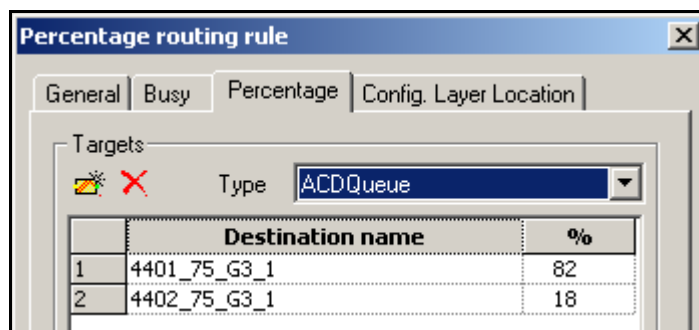 Percentage routing rule
General Busy Percentage Config. Layer Location
Targets
Type ACDQueue
Destination name %
1 4401_75_G3_1 82
2 4402_75_G3_1 18